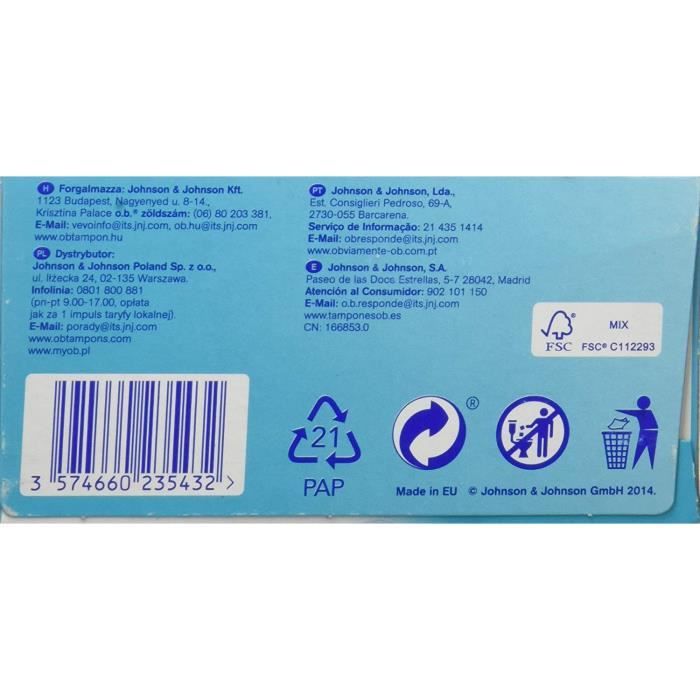 H Forgalmazza: Johnson & Johnson Kft.
1123 Budapest, Nagyenyed u. 8-14.,
Krisztina Palace o.b.® zöldszám: (06) 80 203 381,
E-Mail: vevoinfo@its.jnj.com, ob.hu@its.jnj.com
www.obtampon.hu
PL Dystrybutor:
Johnson & Johnson Poland Sp. z o.o.,
ul. Iłżecka 24, 02-135 Warszawa.
Infolinia: 0801 800 881
(pn-pt 9.00-17.00, opłata
jak za 1 impuls taryfy lokalnej).
E-Mail: porady@its.jnj.com
www.obtampons.com
www.myob.pl
PT Johnson & Johnson, Lda.,
Est. Consiglieri Pedroso, 69-A,
2730-055 Barcarena.
Serviço de Informação: 21 435 1414
E-Mail: obresponde@its.jnj.com
www.obviamente-ob.com.pt
E Johnson & Johnson, S.A.
Paseo de las Doce Estrellas, 5-7 28042, Madrid
Atención al Consumidor: 902 101 150
E-Mail: o.b.responde@its.jnj.com
www.tamponesob.es
CN: 166853.0
FSC
MIX
FSC® C112293
3 574660 235432 >
21
PAP
®
Made in EU © Johnson & Johnson GmbH 2014.